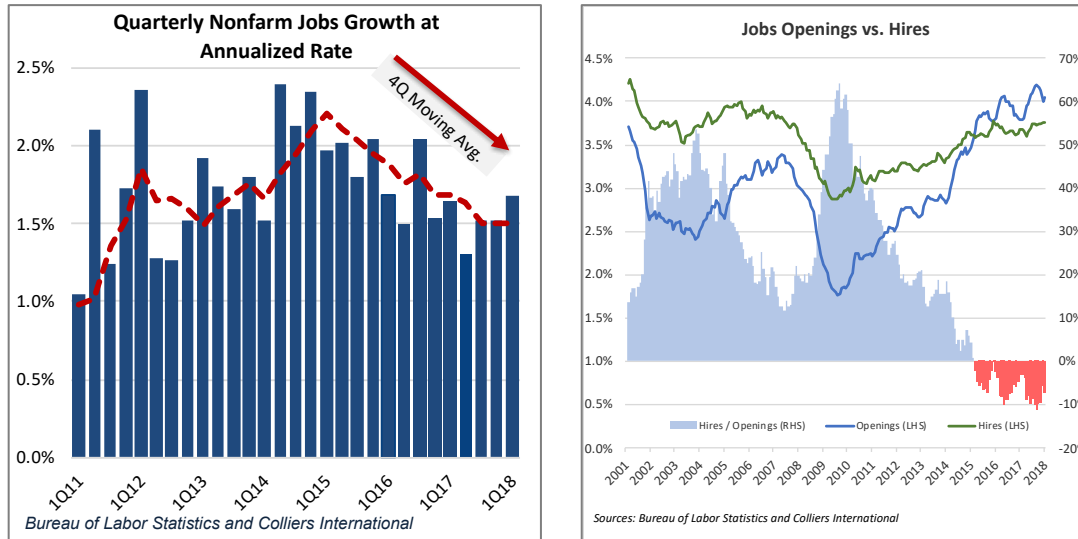 Quarterly Nonfarm Jobs Growth at
Annualized Rate
2.5%
2.0%
1.5%
1.0%
0.5%
0.0%
4Q Moving Avg.
1Q11
1Q12
1Q13
1Q14
1Q15
1Q16
1Q17
1Q18
Bureau of Labor Statistics and Colliers International
Jobs Openings vs. Hires
4.5%
4.0%
3.5%
3.0%
2.5%
2.0%
1.5%
1.0%
0.5%
0.0%
70%
60%
50%
40%
30%
20%
10%
0%
-10%
-20%
Hires / Openings (RHS)
Openings (LHS)
Hires (LHS)
2001
2002
2003
2004
2005
2006
2007
2008
2009
2010
2011
2012
2013
2014
2015
2016
2017
2018
Sources: Bureau of Labor Statistics and Colliers International